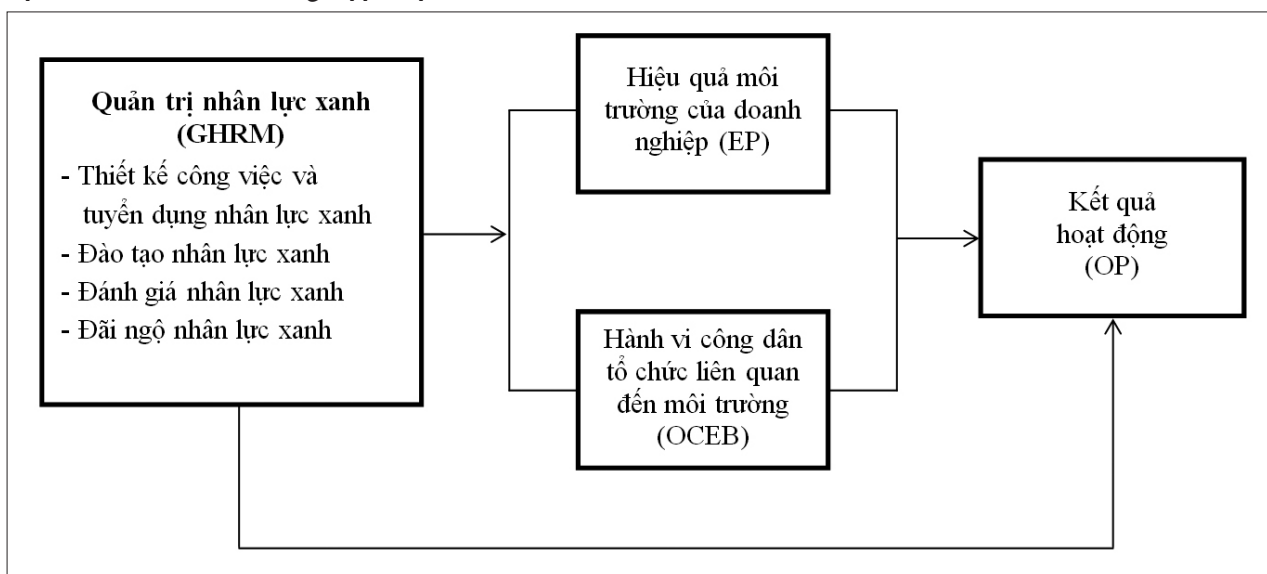 Quản trị nhân lực xanh
(GHRM)
- Thiết kế công việc và
tuyển dụng nhân lực xanh
- Đào tạo nhân lực xanh
- Đánh giá nhân lực xanh
- Đãi ngộ nhân lực xanh
Hiệu quả môi
trường của doanh
nghiệp (EP)
Hành vi công dân
tổ chức liên quan
đến môi trường
(OCEB)
Kết quả
hoạt động
(OP)